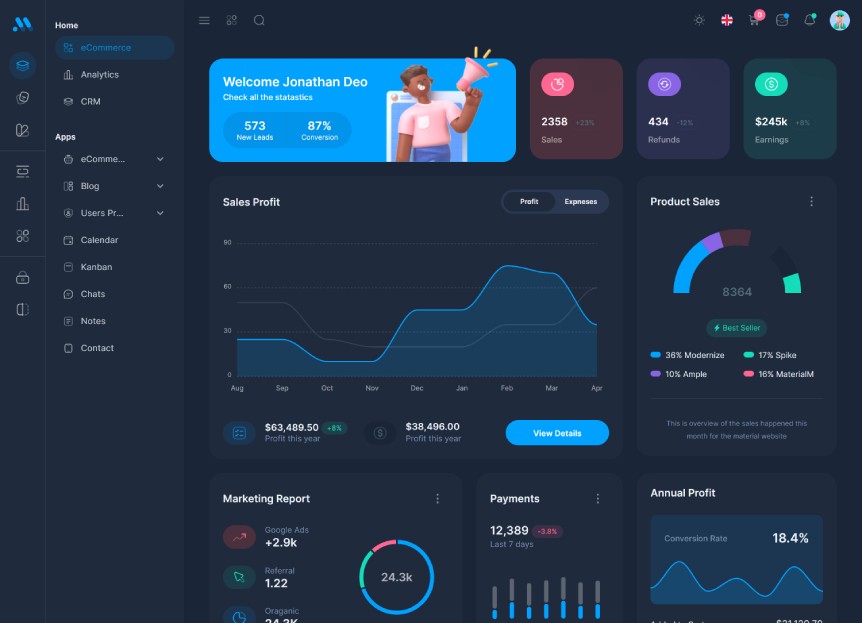 Home
eCommerce
Analytics
CRM
Apps
eComme...
Blog
Users Pr...
Calendar
Kanban
Chats
Notes
Contact
0
Welcome Jonathan Deo
Check all the statastics
573
New Leads
87%
Conversion
2358 +23%
Sales
434 -12%
Refunds
$245k +8%
Earnings
Sales Profit
Profit
Expneses
90
60
30
0
Aug Sep Oct Nov Dec Jan Feb Mar Apr
$63,489.50 +8%
Profit this year
$38,496.00
Profit this year
View Details
Product Sales
8364
Best Seller
36% Modernize
17% Spike
10% Ample
16% MaterialM
This is overview of the sales happened this
month for the material website
Marketing Report
Google Ads
+2.9k
Referral
1.22
Oraganic
24.3K
24.3k
Payments
12,389 -3.8%
Last 7 days
Annual Profit
Conversion Rate
18.4%